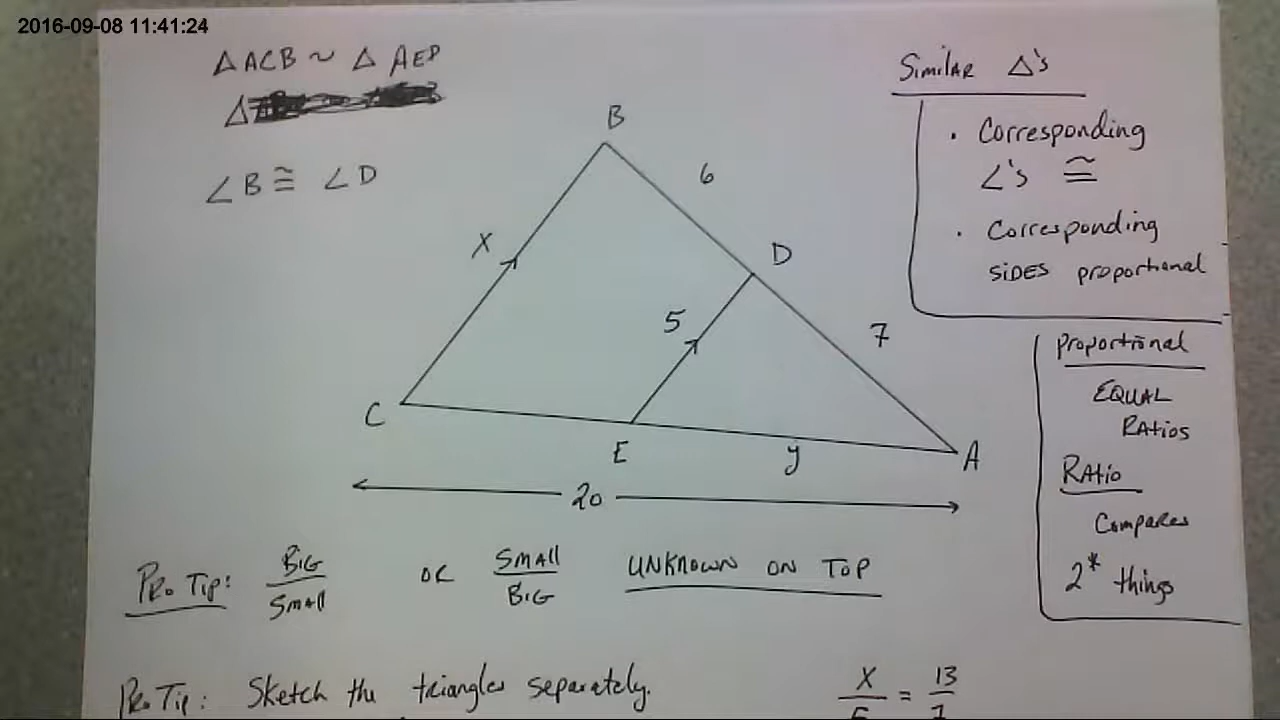 2016-09-08 11:41:24
△ ACB ~ △ AED
△
∠B ≅ ∠D
B
6
X
D
5
7
C
E
y
A
20
Similar △'s
· Corresponding
∠'s ≅
· Corresponding
SIDES proportional
Proportional
EQUAL
RAtios
RAtio
Compares
2* things
PRo Tip: BiG/Small OR Small/BiG UNKNOWN ON TOP
PRo Tip: Sketch the triangles separately.
X/5 = 13/7